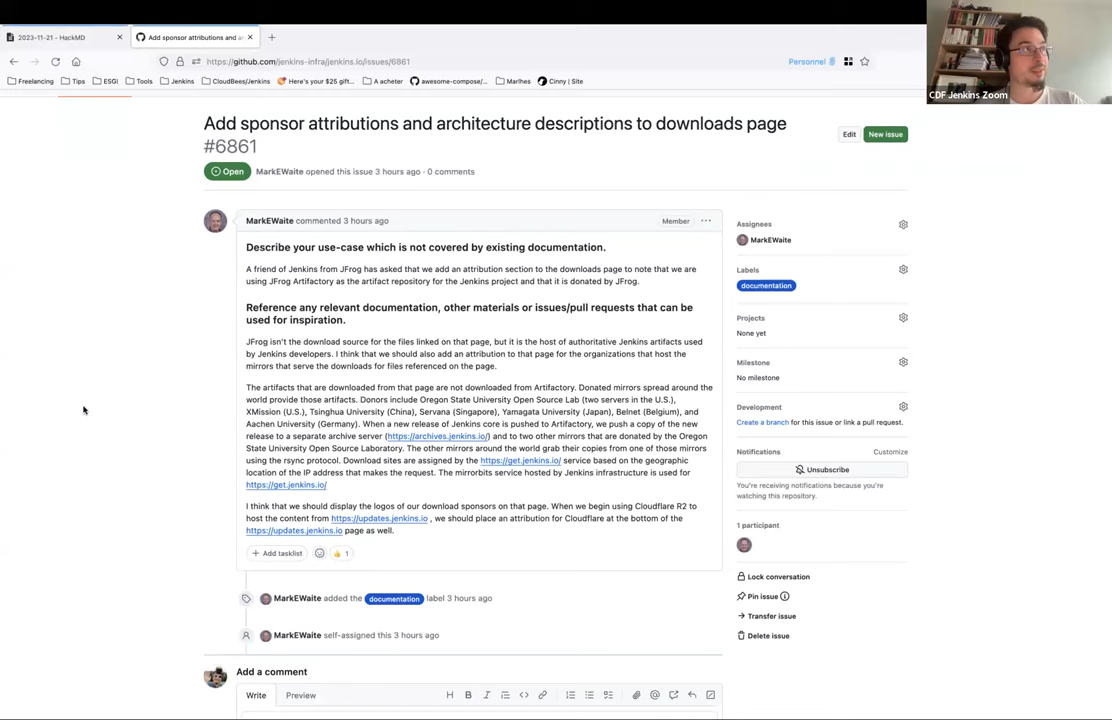 2023-11-21 - HackMD
Add sponsor attributions and ar
https://github.com/jenkins-infra/jenkins.io/issues/6861
Personnel
Freelancing
Tips
ESGI
Tools
Jenkins
CloudBees/Jenkins
Here's your $25 gift...
A acheter
awesome-compose/...
Marlhes
Cinny | Site
CDF Jenkins Zoom
Add sponsor attributions and architecture descriptions to downloads page
#6861
Edit
New issue
Open
MarkEWaite opened this issue 3 hours ago · 0 comments
MarkEWaite commented 3 hours ago
Member
Describe your use-case which is not covered by existing documentation.
A friend of Jenkins from JFrog has asked that we add an attribution section to the downloads page to note that we are
using JFrog Artifactory as the artifact repository for the Jenkins project and that it is donated by JFrog.
Reference any relevant documentation, other materials or issues/pull requests that can be
used for inspiration.
JFrog isn't the download source for the files linked on that page, but it is the host of authoritative Jenkins artifacts used
by Jenkins developers. I think that we should also add an attribution to that page for the organizations that host the
mirrors that serve the downloads for files referenced on the page.
The artifacts that are downloaded from that page are not downloaded from Artifactory. Donated mirrors spread around the
world provide those artifacts. Donors include Oregon State University Open Source Lab (two servers in the U.S.),
XMission (U.S.), Tsinghua University (China), Servana (Singapore), Yamagata University (Japan), Belnet (Belgium), and
Aachen University (Germany). When a new release of Jenkins core is pushed to Artifactory, we push a copy of the new
release to a separate archive server (https://archives.jenkins.io/) and to two other mirrors that are donated by the Oregon
State University Open Source Laboratory. The other mirrors around the world grab their copies from one of those mirrors
using the rsync protocol. Download sites are assigned by the https://get.jenkins.io/ service based on the geographic
location of the IP address that makes the request. The mirrorbits service hosted by Jenkins infrastructure is used for
https://get.jenkins.io/
I think that we should display the logos of our download sponsors on that page. When we begin using Cloudflare R2 to
host the content from https://updates.jenkins.io , we should place an attribution for Cloudflare at the bottom of the
https://updates.jenkins.io page as well.
Add tasklist
1
MarkEWaite added the documentation label 3 hours ago
MarkEWaite self-assigned this 3 hours ago
Add a comment
Write
Preview
Assignees
MarkEWaite
Labels
documentation
Projects
None yet
Milestone
No milestone
Development
Create a branch for this issue or link a pull request.
Notifications
Customize
Unsubscribe
You're receiving notifications because you're
watching this repository.
1 participant
Lock conversation
Pin issue
Transfer issue
Delete issue